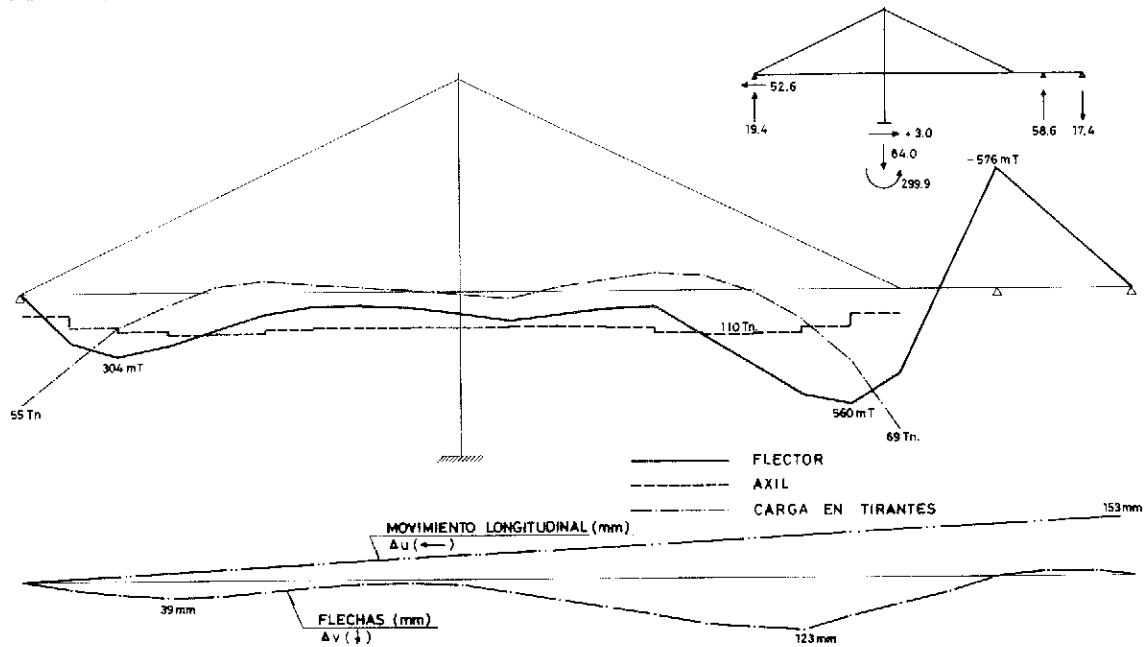 52.6
19.4
58.6
17.4
+ 3.0
84.0
299.9
- 576 mT
110 Tn.
304 mT
55 Tn
560 mT
69 Tn.
FLECTOR
AXIL
CARGA EN TIRANTES
MOVIMIENTO LONGITUDINAL (mm)
Δu (←)
153 mm
39 mm
FLECHAS (mm)
Δv (↓)
123 mm